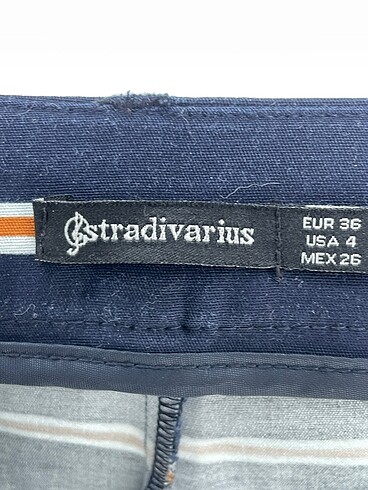 stradivarius
EUR 36
USA 4
MEX 26